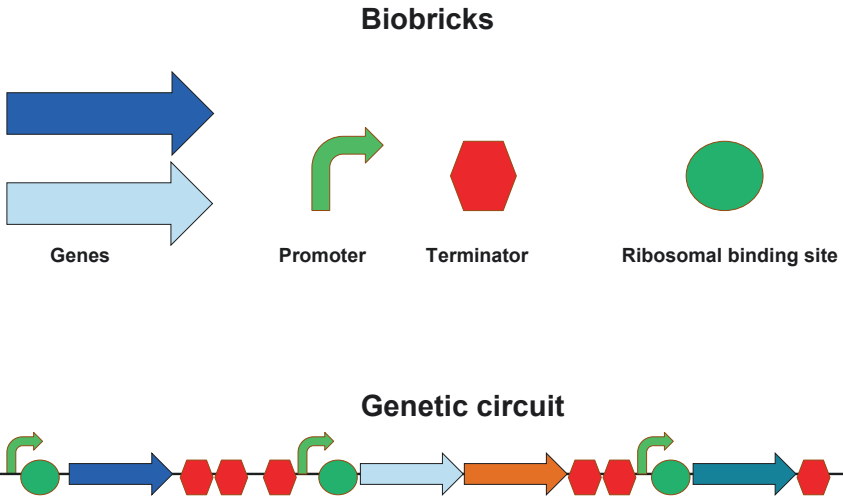 Biobricks
Genes
Promoter
Terminator
Ribosomal binding site
Genetic circuit